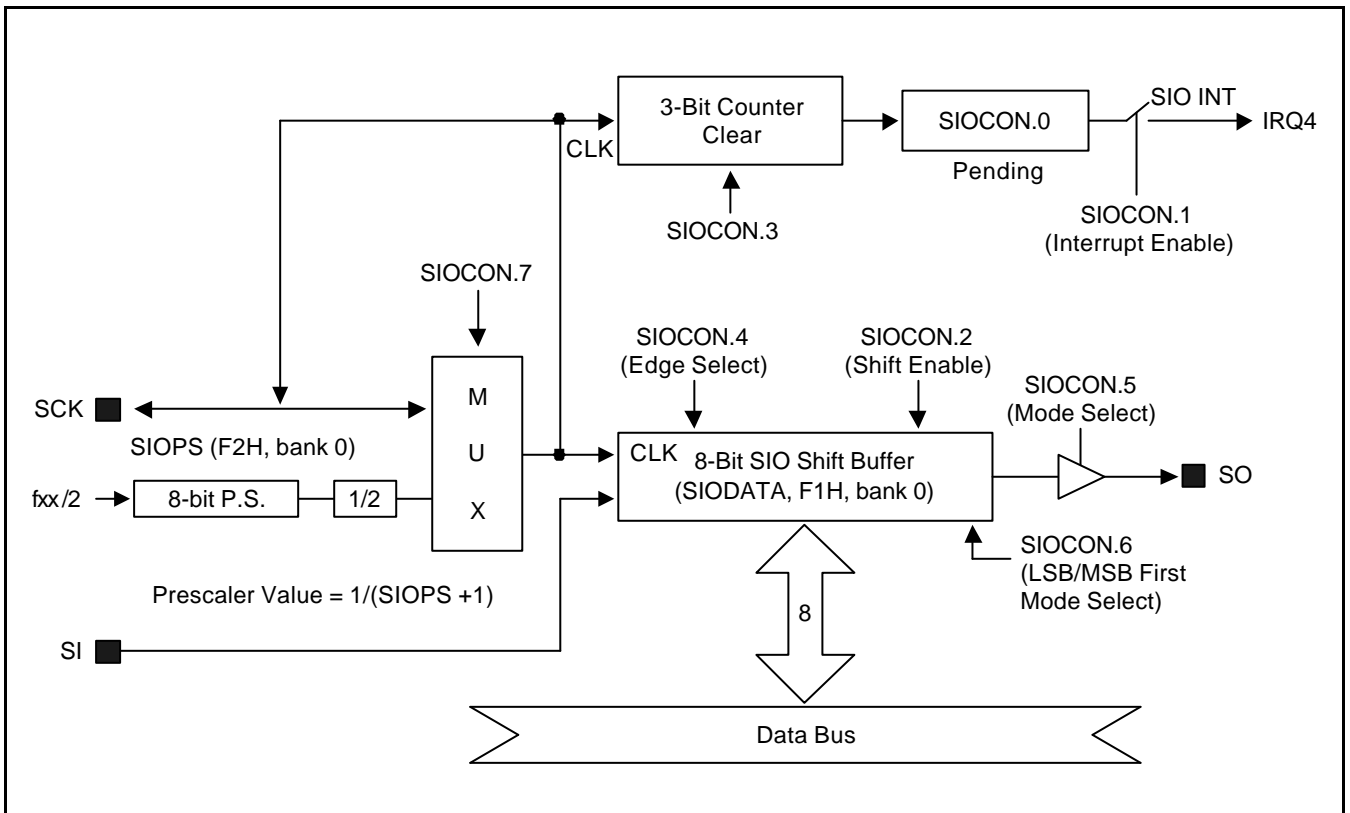 3-Bit Counter
Clear
CLK
SIOCON.3
SIOCON.0
Pending
SIO INT
IRQ4
SIOCON.1
(Interrupt Enable)
SIOCON.7
M
U
X
SCK
SIOPS (F2H, bank 0)
fxx/2
8-bit P.S.
1/2
Prescaler Value = 1/(SIOPS +1)
SI
SIOCON.4
(Edge Select)
SIOCON.2
(Shift Enable)
SIOCON.5
(Mode Select)
CLK
8-Bit SIO Shift Buffer
(SIODATA, F1H, bank 0)
SO
SIOCON.6
(LSB/MSB First
Mode Select)
8
Data Bus